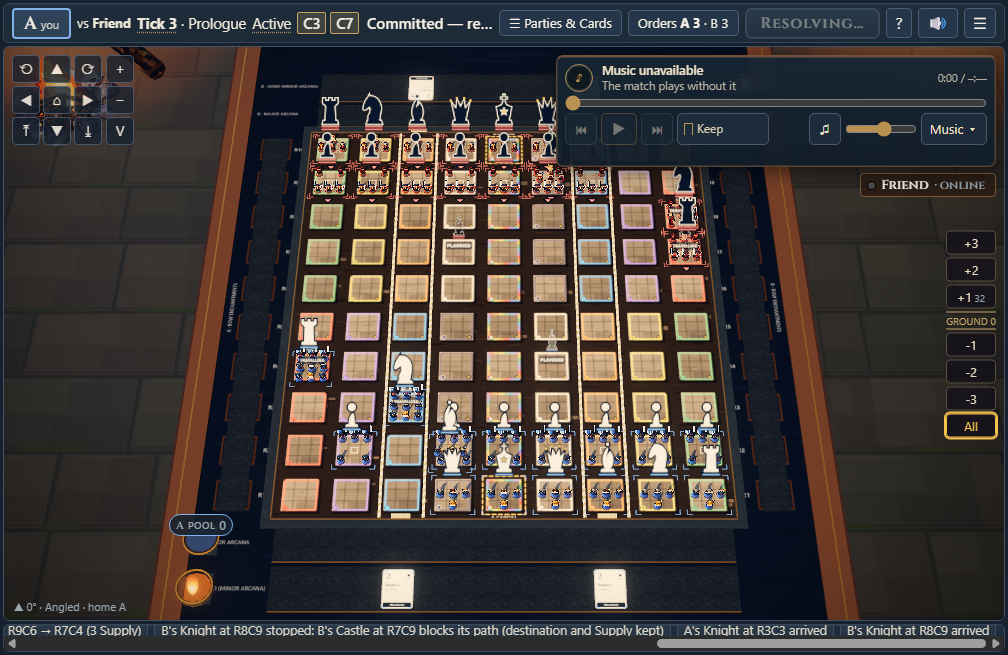 A you vs Friend Tick 3 · Prologue Active C3 C7 Committed — re... ☰ Parties & Cards Orders A 3 · B 3 RESOLVING... ?
Music unavailable
The match plays without it
0:00 / –:––
Keep
Music
FRIEND · ONLINE
+3
+2
+1 32
GROUND 0
-1
-2
-3
All
V
PLANNED
PLANNED
A POOL 0
(MINOR ARCANA)
▲ 0° · Angled · home A
R9C6 → R7C4 (3 Supply) B's Knight at R8C9 stopped: B's Castle at R7C9 blocks its path (destination and Supply kept) A's Knight at R3C3 arrived B's Knight at R8C9 arrived